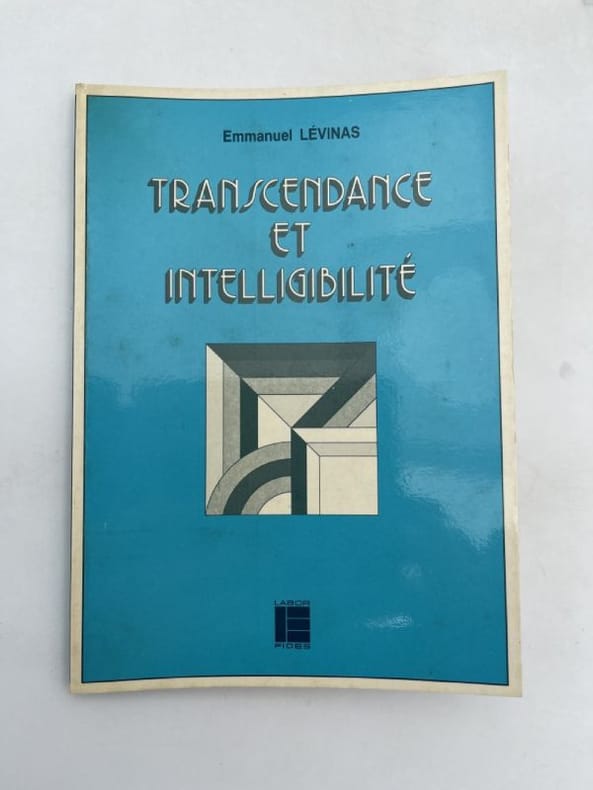 Emmanuel LÉVINAS
TRANSCENDANCE
ET
INTELLIGIBILITÉ
LABOR
FIDES